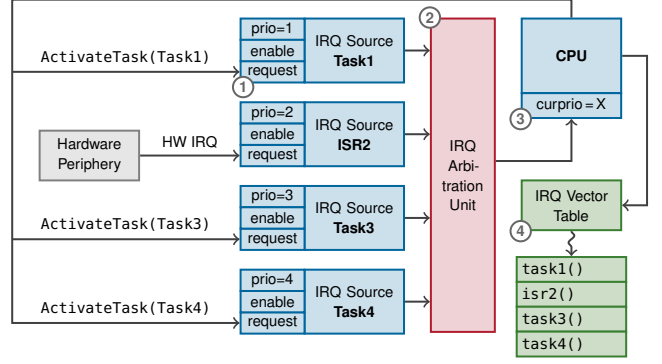 ActivateTask(Task1)
prio=1
enable
request
IRQ Source
Task1
1
Hardware
Periphery
HW IRQ
prio=2
enable
request
IRQ Source
ISR2
ActivateTask(Task3)
prio=3
enable
request
IRQ Source
Task3
ActivateTask(Task4)
prio=4
enable
request
IRQ Source
Task4
2
IRQ
Arbi-
tration
Unit
CPU
curprio=X
3
IRQ Vector
Table
4
task1()
isr2()
task3()
task4()